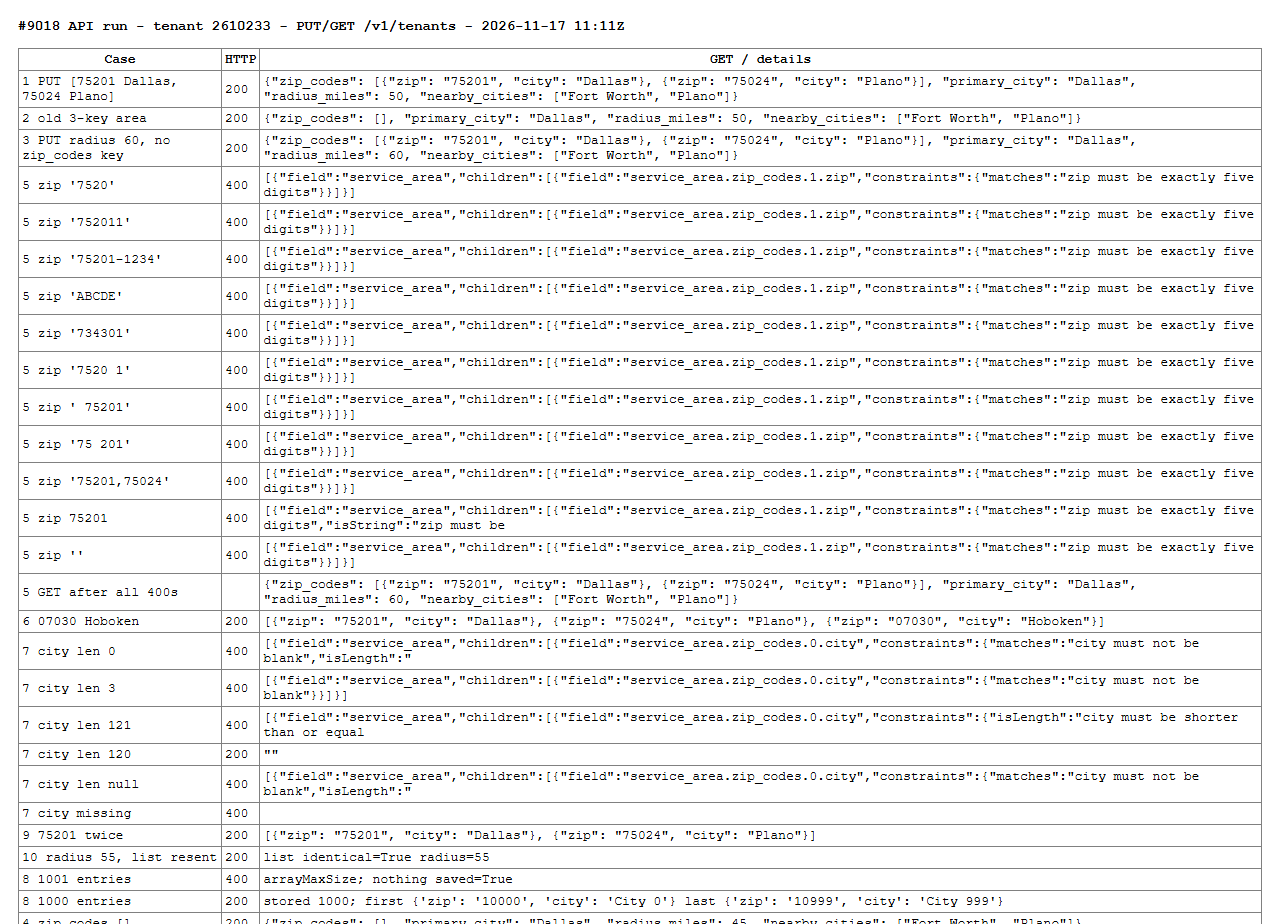 #9018 API run - tenant 2610233 - PUT/GET /v1/tenants - 2026-11-17 11:11Z
Case HTTP GET / details
1 PUT [75201 Dallas, 75024 Plano] 200 {"zip_codes": [{"zip": "75201", "city": "Dallas"}, {"zip": "75024", "city": "Plano"}], "primary_city": "Dallas",
"radius_miles": 50, "nearby_cities": ["Fort Worth", "Plano"]}
2 old 3-key area 200 {"zip_codes": [], "primary_city": "Dallas", "radius_miles": 50, "nearby_cities": ["Fort Worth", "Plano"]}
3 PUT radius 60, no zip_codes key 200 {"zip_codes": [{"zip": "75201", "city": "Dallas"}, {"zip": "75024", "city": "Plano"}], "primary_city": "Dallas",
"radius_miles": 60, "nearby_cities": ["Fort Worth", "Plano"]}
5 zip '7520' 400 [{"field":"service_area","children":[{"field":"service_area.zip_codes.1.zip","constraints":{"matches":"zip must be exactly five
digits"}}]}]
5 zip '752011' 400 [{"field":"service_area","children":[{"field":"service_area.zip_codes.1.zip","constraints":{"matches":"zip must be exactly five
digits"}}]}]
5 zip '75201-1234' 400 [{"field":"service_area","children":[{"field":"service_area.zip_codes.1.zip","constraints":{"matches":"zip must be exactly five
digits"}}]}]
5 zip 'ABCDE' 400 [{"field":"service_area","children":[{"field":"service_area.zip_codes.1.zip","constraints":{"matches":"zip must be exactly five
digits"}}]}]
5 zip '734301' 400 [{"field":"service_area","children":[{"field":"service_area.zip_codes.1.zip","constraints":{"matches":"zip must be exactly five
digits"}}]}]
5 zip '7520 1' 400 [{"field":"service_area","children":[{"field":"service_area.zip_codes.1.zip","constraints":{"matches":"zip must be exactly five
digits"}}]}]
5 zip ' 75201' 400 [{"field":"service_area","children":[{"field":"service_area.zip_codes.1.zip","constraints":{"matches":"zip must be exactly five
digits"}}]}]
5 zip '75 201' 400 [{"field":"service_area","children":[{"field":"service_area.zip_codes.1.zip","constraints":{"matches":"zip must be exactly five
digits"}}]}]
5 zip '75201,75024' 400 [{"field":"service_area","children":[{"field":"service_area.zip_codes.1.zip","constraints":{"matches":"zip must be exactly five
digits"}}]}]
5 zip 75201 400 [{"field":"service_area","children":[{"field":"service_area.zip_codes.1.zip","constraints":{"matches":"zip must be exactly five
digits","isString":"zip must be
5 zip '' 400 [{"field":"service_area","children":[{"field":"service_area.zip_codes.1.zip","constraints":{"matches":"zip must be exactly five
digits"}}]}]
5 GET after all 400s {"zip_codes": [{"zip": "75201", "city": "Dallas"}, {"zip": "75024", "city": "Plano"}], "primary_city": "Dallas",
"radius_miles": 60, "nearby_cities": ["Fort Worth", "Plano"]}
6 07030 Hoboken 200 [{"zip": "75201", "city": "Dallas"}, {"zip": "75024", "city": "Plano"}, {"zip": "07030", "city": "Hoboken"}]
7 city len 0 400 [{"field":"service_area","children":[{"field":"service_area.zip_codes.0.city","constraints":{"matches":"city must not be
blank","isLength":"
7 city len 3 400 [{"field":"service_area","children":[{"field":"service_area.zip_codes.0.city","constraints":{"matches":"city must not be
blank"}}]}]
7 city len 121 400 [{"field":"service_area","children":[{"field":"service_area.zip_codes.0.city","constraints":{"isLength":"city must be shorter
than or equal
7 city len 120 200 ""
7 city len null 400 [{"field":"service_area","children":[{"field":"service_area.zip_codes.0.city","constraints":{"matches":"city must not be
blank","isLength":"
7 city missing 400
9 75201 twice 200 [{"zip": "75201", "city": "Dallas"}, {"zip": "75024", "city": "Plano"}]
10 radius 55, list resent 200 list identical=True radius=55
8 1001 entries 400 arrayMaxSize; nothing saved=True
8 1000 entries 200 stored 1000; first {'zip': '10000', 'city': 'City 0'} last {'zip': '10999', 'city': 'City 999'}
4 zip_codes [] 200 {"zip_codes": [], "primary_city": "Dallas", "radius_miles": 45, "nearby_cities": ["Fort Worth", "Plano"]}